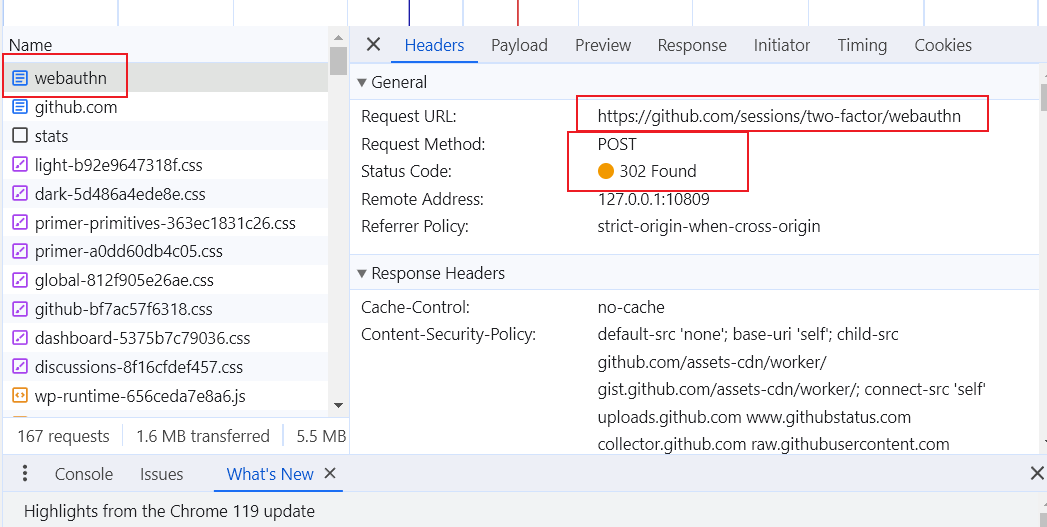 Name
webauthn
github.com
stats
light-b92e9647318f.css
dark-5d486a4ede8e.css
primer-primitives-363ec1831c26.css
primer-a0dd60db4c05.css
global-812f905e26ae.css
github-bf7ac57f6318.css
dashboard-5375b7c79036.css
discussions-8f16cfdef457.css
wp-runtime-656ceda7e8a6.js
167 requests 1.6 MB transferred 5.5 MB
Headers Payload Preview Response Initiator Timing Cookies
General
Request URL: https://github.com/sessions/two-factor/webauthn
Request Method: POST
Status Code: 302 Found
Remote Address: 127.0.0.1:10809
Referrer Policy: strict-origin-when-cross-origin
Response Headers
Cache-Control: no-cache
Content-Security-Policy: default-src 'none'; base-uri 'self'; child-src
github.com/assets-cdn/worker/
gist.github.com/assets-cdn/worker/; connect-src 'self'
uploads.github.com www.githubstatus.com
collector.github.com raw.githubusercontent.com
Console Issues What's New
Highlights from the Chrome 119 update